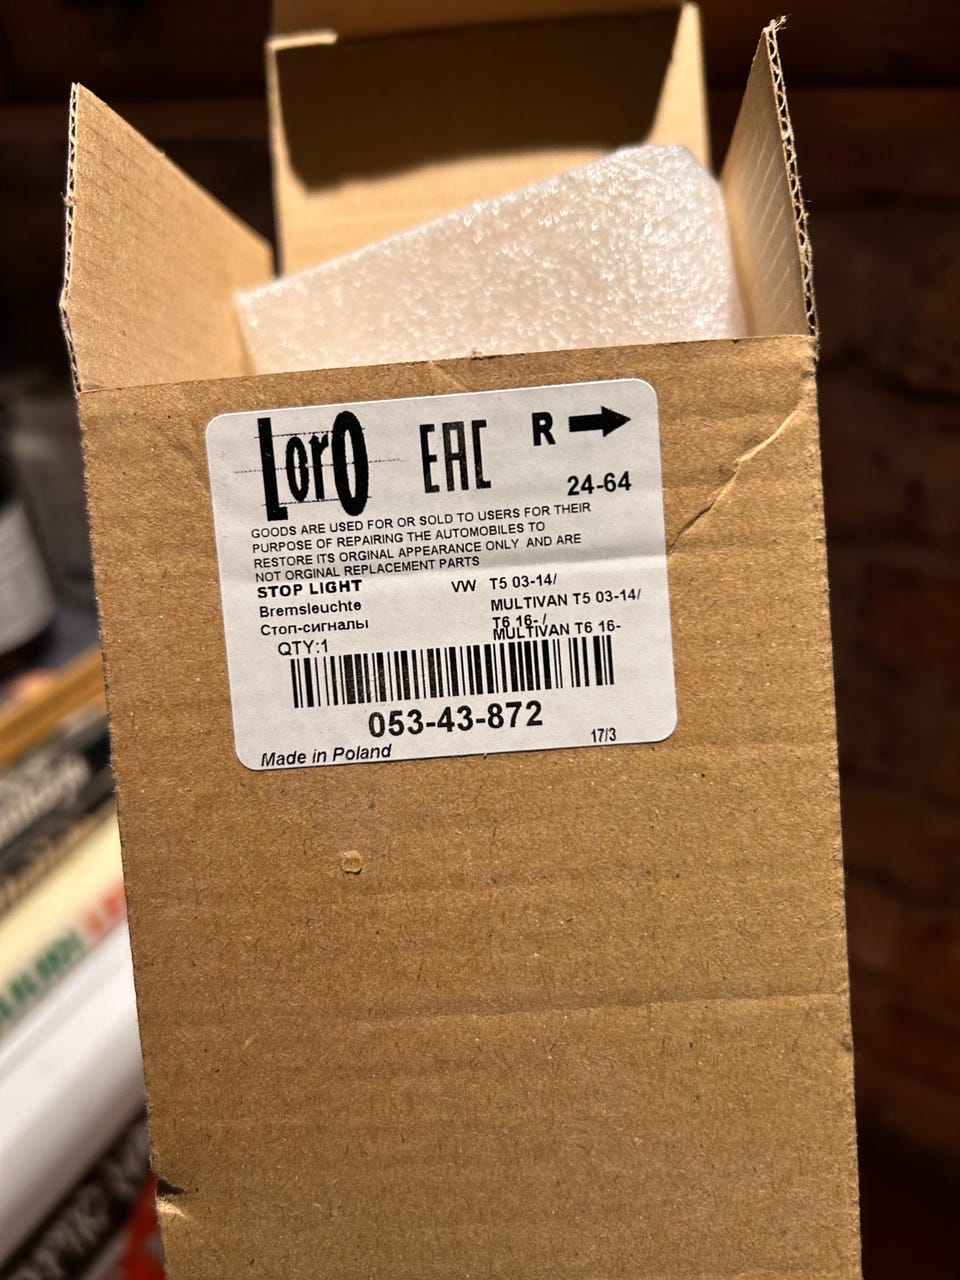 LorO EAC R
24-64
GOODS ARE USED FOR OR SOLD TO USERS FOR THEIR
PURPOSE OF REPAIRING THE AUTOMOBILES TO
RESTORE ITS ORGINAL APPEARANCE ONLY AND ARE
NOT ORGINAL REPLACEMENT PARTS
STOP LIGHT VW T5 03-14/
Bremsleuchte MULTIVAN T5 03-14/
Стоп-сигналы T6 16- /
MULTIVAN T6 16-
QTY:1
053-43-872
Made in Poland 17/3